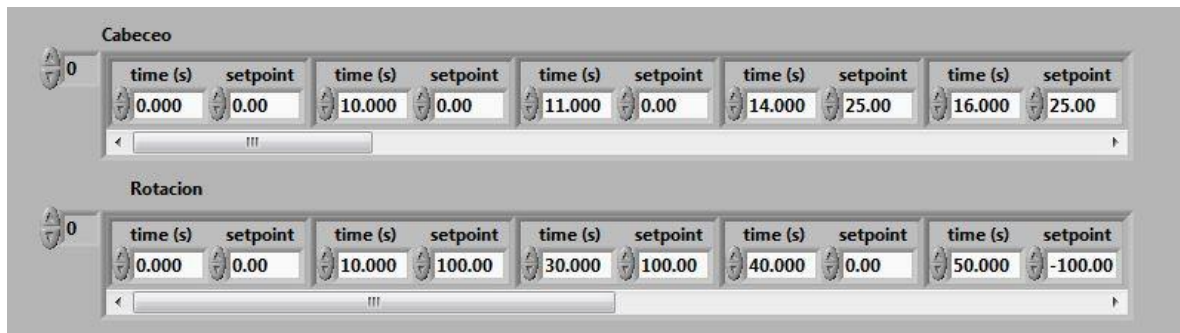 Cabeceo
0
time (s) setpoint time (s) setpoint time (s) setpoint time (s) setpoint time (s) setpoint
0.000 0.00 10.000 0.00 11.000 0.00 14.000 25.00 16.000 25.00
Rotacion
0
time (s) setpoint time (s) setpoint time (s) setpoint time (s) setpoint time (s) setpoint
0.000 0.00 10.000 100.00 30.000 100.00 40.000 0.00 50.000 -100.00